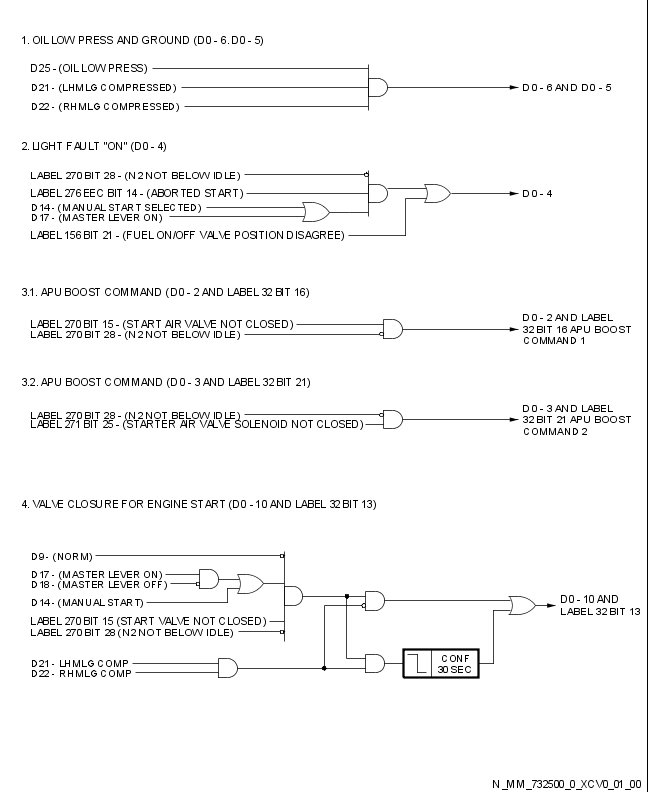 1. OIL LOW PRESS AND GROUND (D0 - 6. D0 - 5)
D25 - (OIL LOW PRESS)
D21 - (LHMLG COMPRESSED)
D0 - 6 AND D0 - 5
D22 - (RHMLG COMPRESSED)
2. LIGHT FAULT "ON" (D0 - 4)
LABEL 270 BIT 28 - (N2 NOT BELOW IDLE)
LABEL 276 EEC BIT 14 - (ABORTED START)
D0 - 4
D14 - (MANUAL START SELECTED)
D17 - (MASTER LEVER ON)
LABEL 156 BIT 21 - (FUEL ON/OFF VALVE POSITION DISAGREE)
3.1. APU BOOST COMMAND (D0 - 2 AND LABEL 32 BIT 16)
LABEL 270 BIT 15 - (START AIR VALVE NOT CLOSED)
LABEL 270 BIT 28 - (N2 NOT BELOW IDLE)
D0 - 2 AND LABEL
32 BIT 16 APU BOOST
COMMAND 1
3.2. APU BOOST COMMAND (D0 - 3 AND LABEL 32 BIT 21)
LABEL 270 BIT 28 - (N2 NOT BELOW IDLE)
LABEL 271 BIT 25 - (STARTER AIR VALVE SOLENOID NOT CLOSED)
D0 - 3 AND LABEL
32 BIT 21 APU BOOST
COMMAND 2
4. VALVE CLOSURE FOR ENGINE START (D0 - 10 AND LABEL 32 BIT 13)
D9 - (NORM)
D17 - (MASTER LEVER ON)
D18 - (MASTER LEVER OFF)
D14 - (MANUAL START)
LABEL 270 BIT 15 (START VALVE NOT CLOSED)
LABEL 270 BIT 28 (N2 NOT BELOW IDLE)
D21 - LHMLG COMP
D22 - RHMLG COMP
CONF
30 SEC
D0 - 10 AND
LABEL 32 BIT 13
N_MM_732500_0_XCV0_01_00